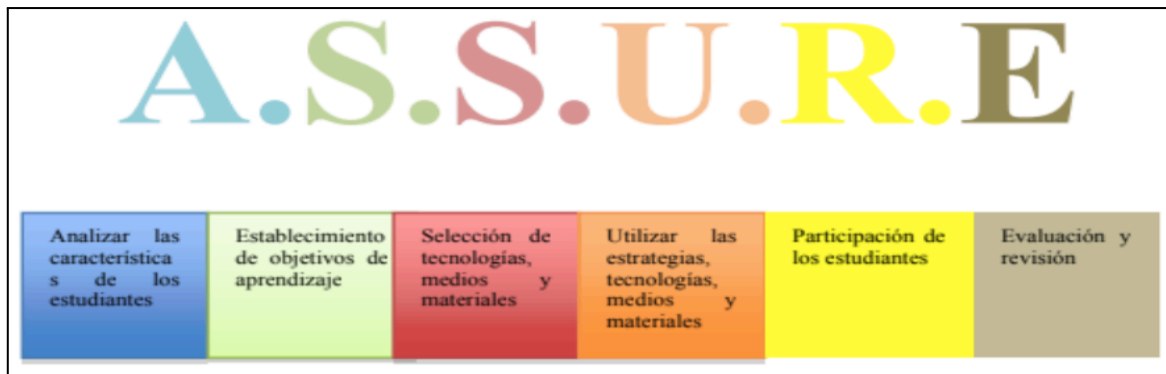 A.S.S.U.R.E
Analizar las
característica
s de los
estudiantes
Establecimiento
de objetivos de
aprendizaje
Selección de
tecnologías,
medios y
materiales
Utilizar las
estrategias,
tecnologías,
medios y
materiales
Participación de
los estudiantes
Evaluación y
revisión